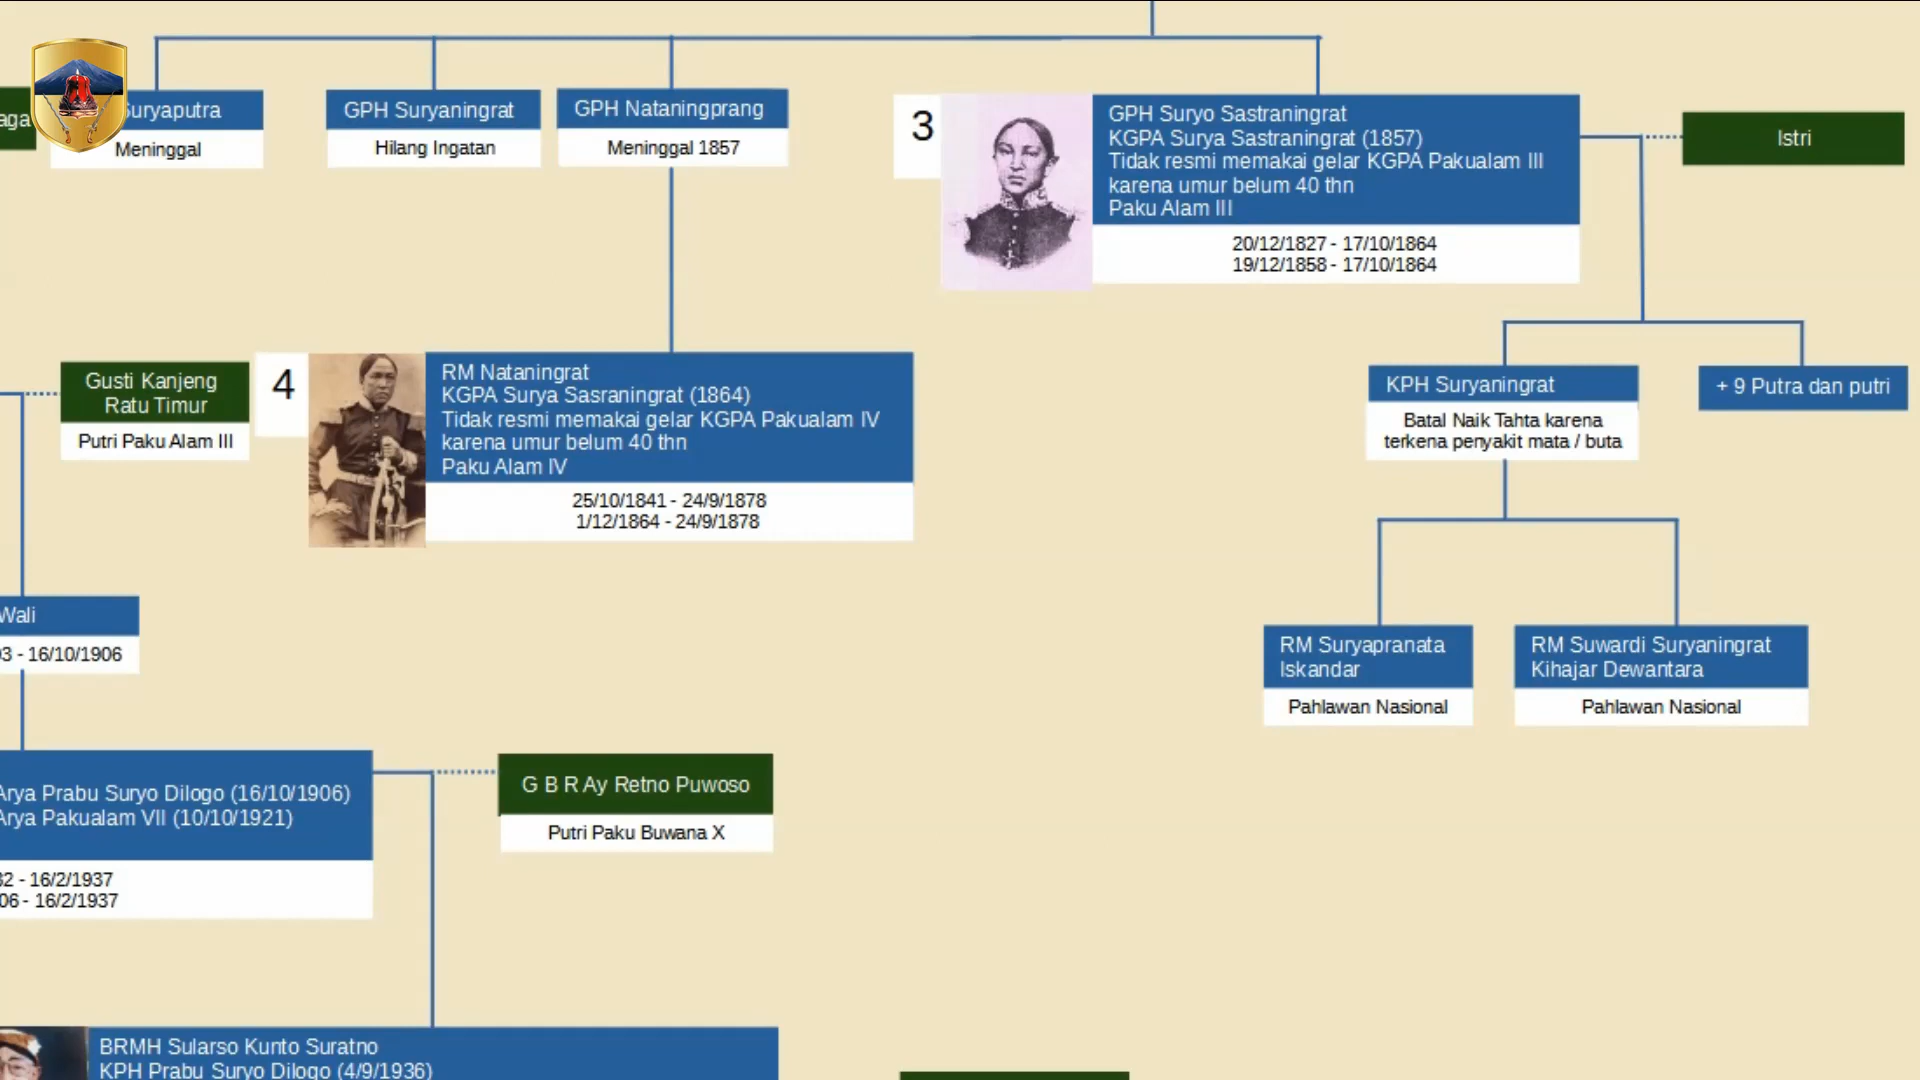 aga
Suryaputra
Meninggal
GPH Suryaningrat
Hilang Ingatan
GPH Nataningprang
Meninggal 1857
3
GPH Suryo Sastraningrat
KGPA Surya Sastraningrat (1857)
Tidak resmi memakai gelar KGPA Pakualam III
karena umur belum 40 thn
Paku Alam III
20/12/1827 - 17/10/1864
19/12/1858 - 17/10/1864
Istri
Gusti Kanjeng
Ratu Timur
Putri Paku Alam III
4
RM Nataningrat
KGPA Surya Sasraningrat (1864)
Tidak resmi memakai gelar KGPA Pakualam IV
karena umur belum 40 thn
Paku Alam IV
25/10/1841 - 24/9/1878
1/12/1864 - 24/9/1878
KPH Suryaningrat
Batal Naik Tahta karena
terkena penyakit mata / buta
+ 9 Putra dan putri
Wali
03 - 16/10/1906
RM Suryapranata
Iskandar
Pahlawan Nasional
RM Suwardi Suryaningrat
Kihajar Dewantara
Pahlawan Nasional
Arya Prabu Suryo Dilogo (16/10/1906)
Arya Pakualam VII (10/10/1921)
32 - 16/2/1937
06 - 16/2/1937
G B R Ay Retno Puwoso
Putri Paku Buwana X
BRMH Sularso Kunto Suratno
KPH Prabu Suryo Dilogo (4/9/1936)